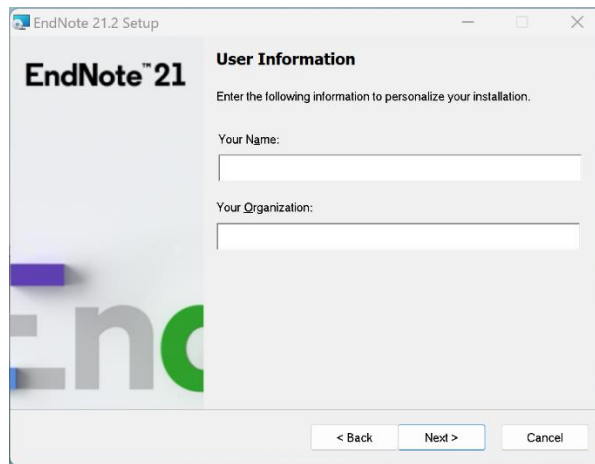 EndNote 21.2 Setup
EndNote™21
User Information
Enter the following information to personalize your installation.
Your Name:
Your Organization:
Enc
< Back
Next >
Cancel